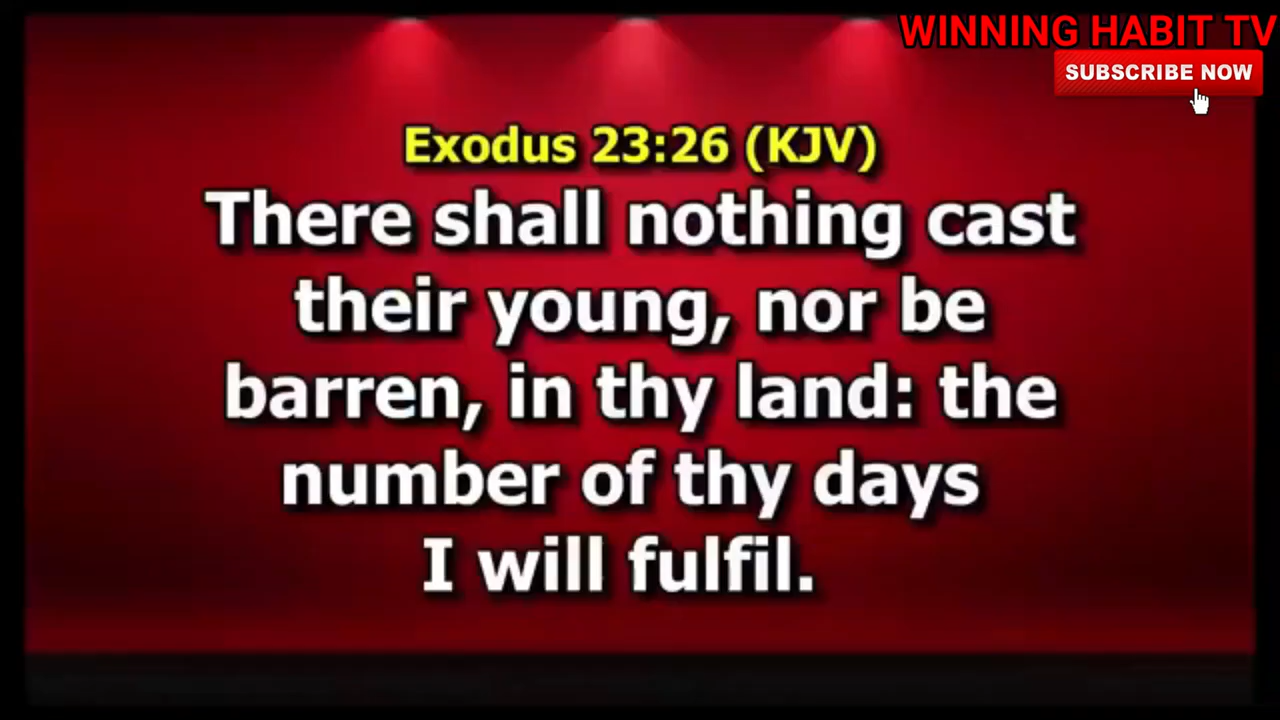 WINNING HABIT TV
SUBSCRIBE NOW
Exodus 23:26 (KJV)
There shall nothing cast
their young, nor be
barren, in thy land: the
number of thy days
I will fulfil.